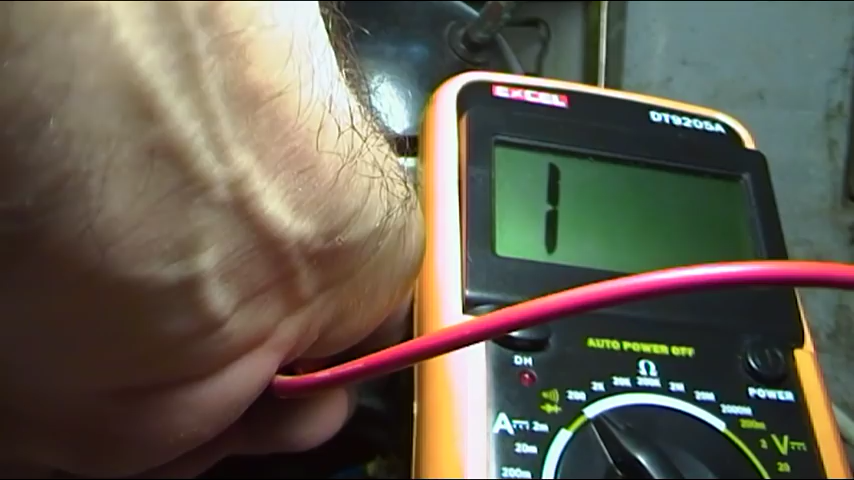 EXCEL
DT9205A
1
AUTO POWER OFF
DH
Ω
POWER
200 2K 20K 200K 2M 20M 2000M
A 2m
20m
200m
200m
2
20
V